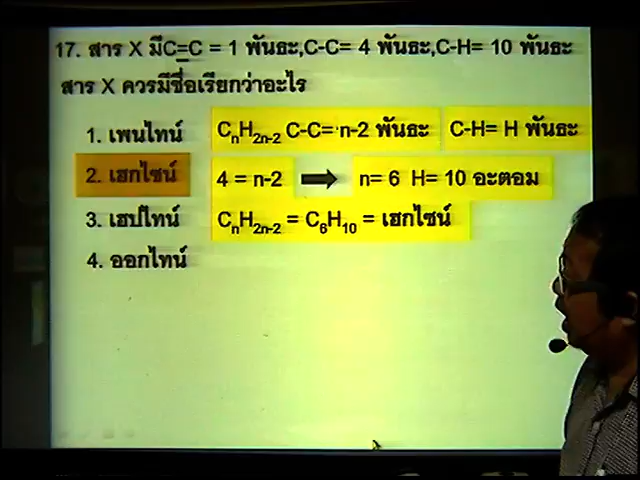 17. สาร X มีC≡C = 1 พันธะ,C-C= 4 พันธะ,C-H= 10 พันธะ
สาร X ควรมีชื่อเรียกว่าอะไร
1. เพนไทน์
CnH2n-2 C-C= n-2 พันธะ
C-H= H พันธะ
2. เฮกไซน์
4 = n-2
n= 6 H= 10 อะตอม
3. เฮปไทน์
CnH2n-2 = C6H10 = เฮกไซน์
4. ออกไทน์